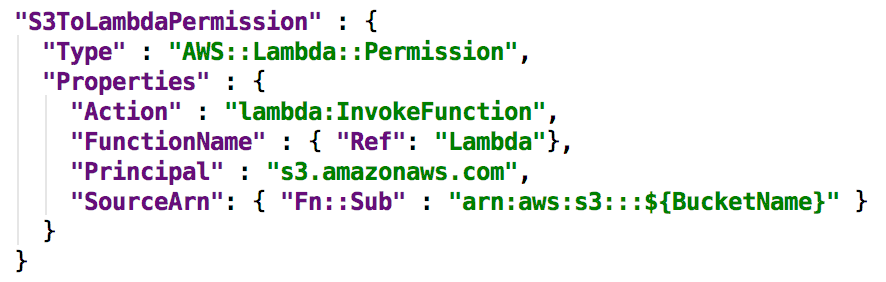 "S3ToLambdaPermission" : {
"Type" : "AWS::Lambda::Permission",
"Properties" : {
"Action" : "lambda:InvokeFunction",
"FunctionName" : { "Ref": "Lambda"},
"Principal" : "s3.amazonaws.com",
"SourceArn": { "Fn::Sub" : "arn:aws:s3:::${BucketName}" }
}
}